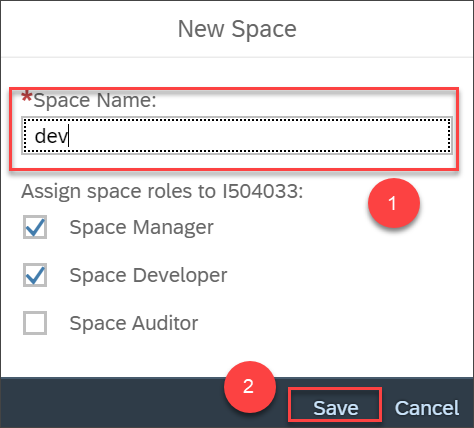 New Space
*Space Name:
dev
Assign space roles to I504033:
1
Space Manager
Space Developer
Space Auditor
2
Save Cancel